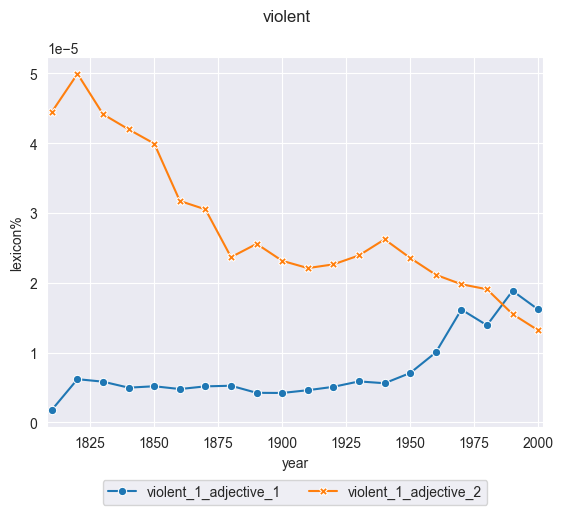 violent
1e−5
5
4
3
2
1
0
lexicon%
1825 1850 1875 1900 1925 1950 1975 2000
year
violent_1_adjective_1 violent_1_adjective_2